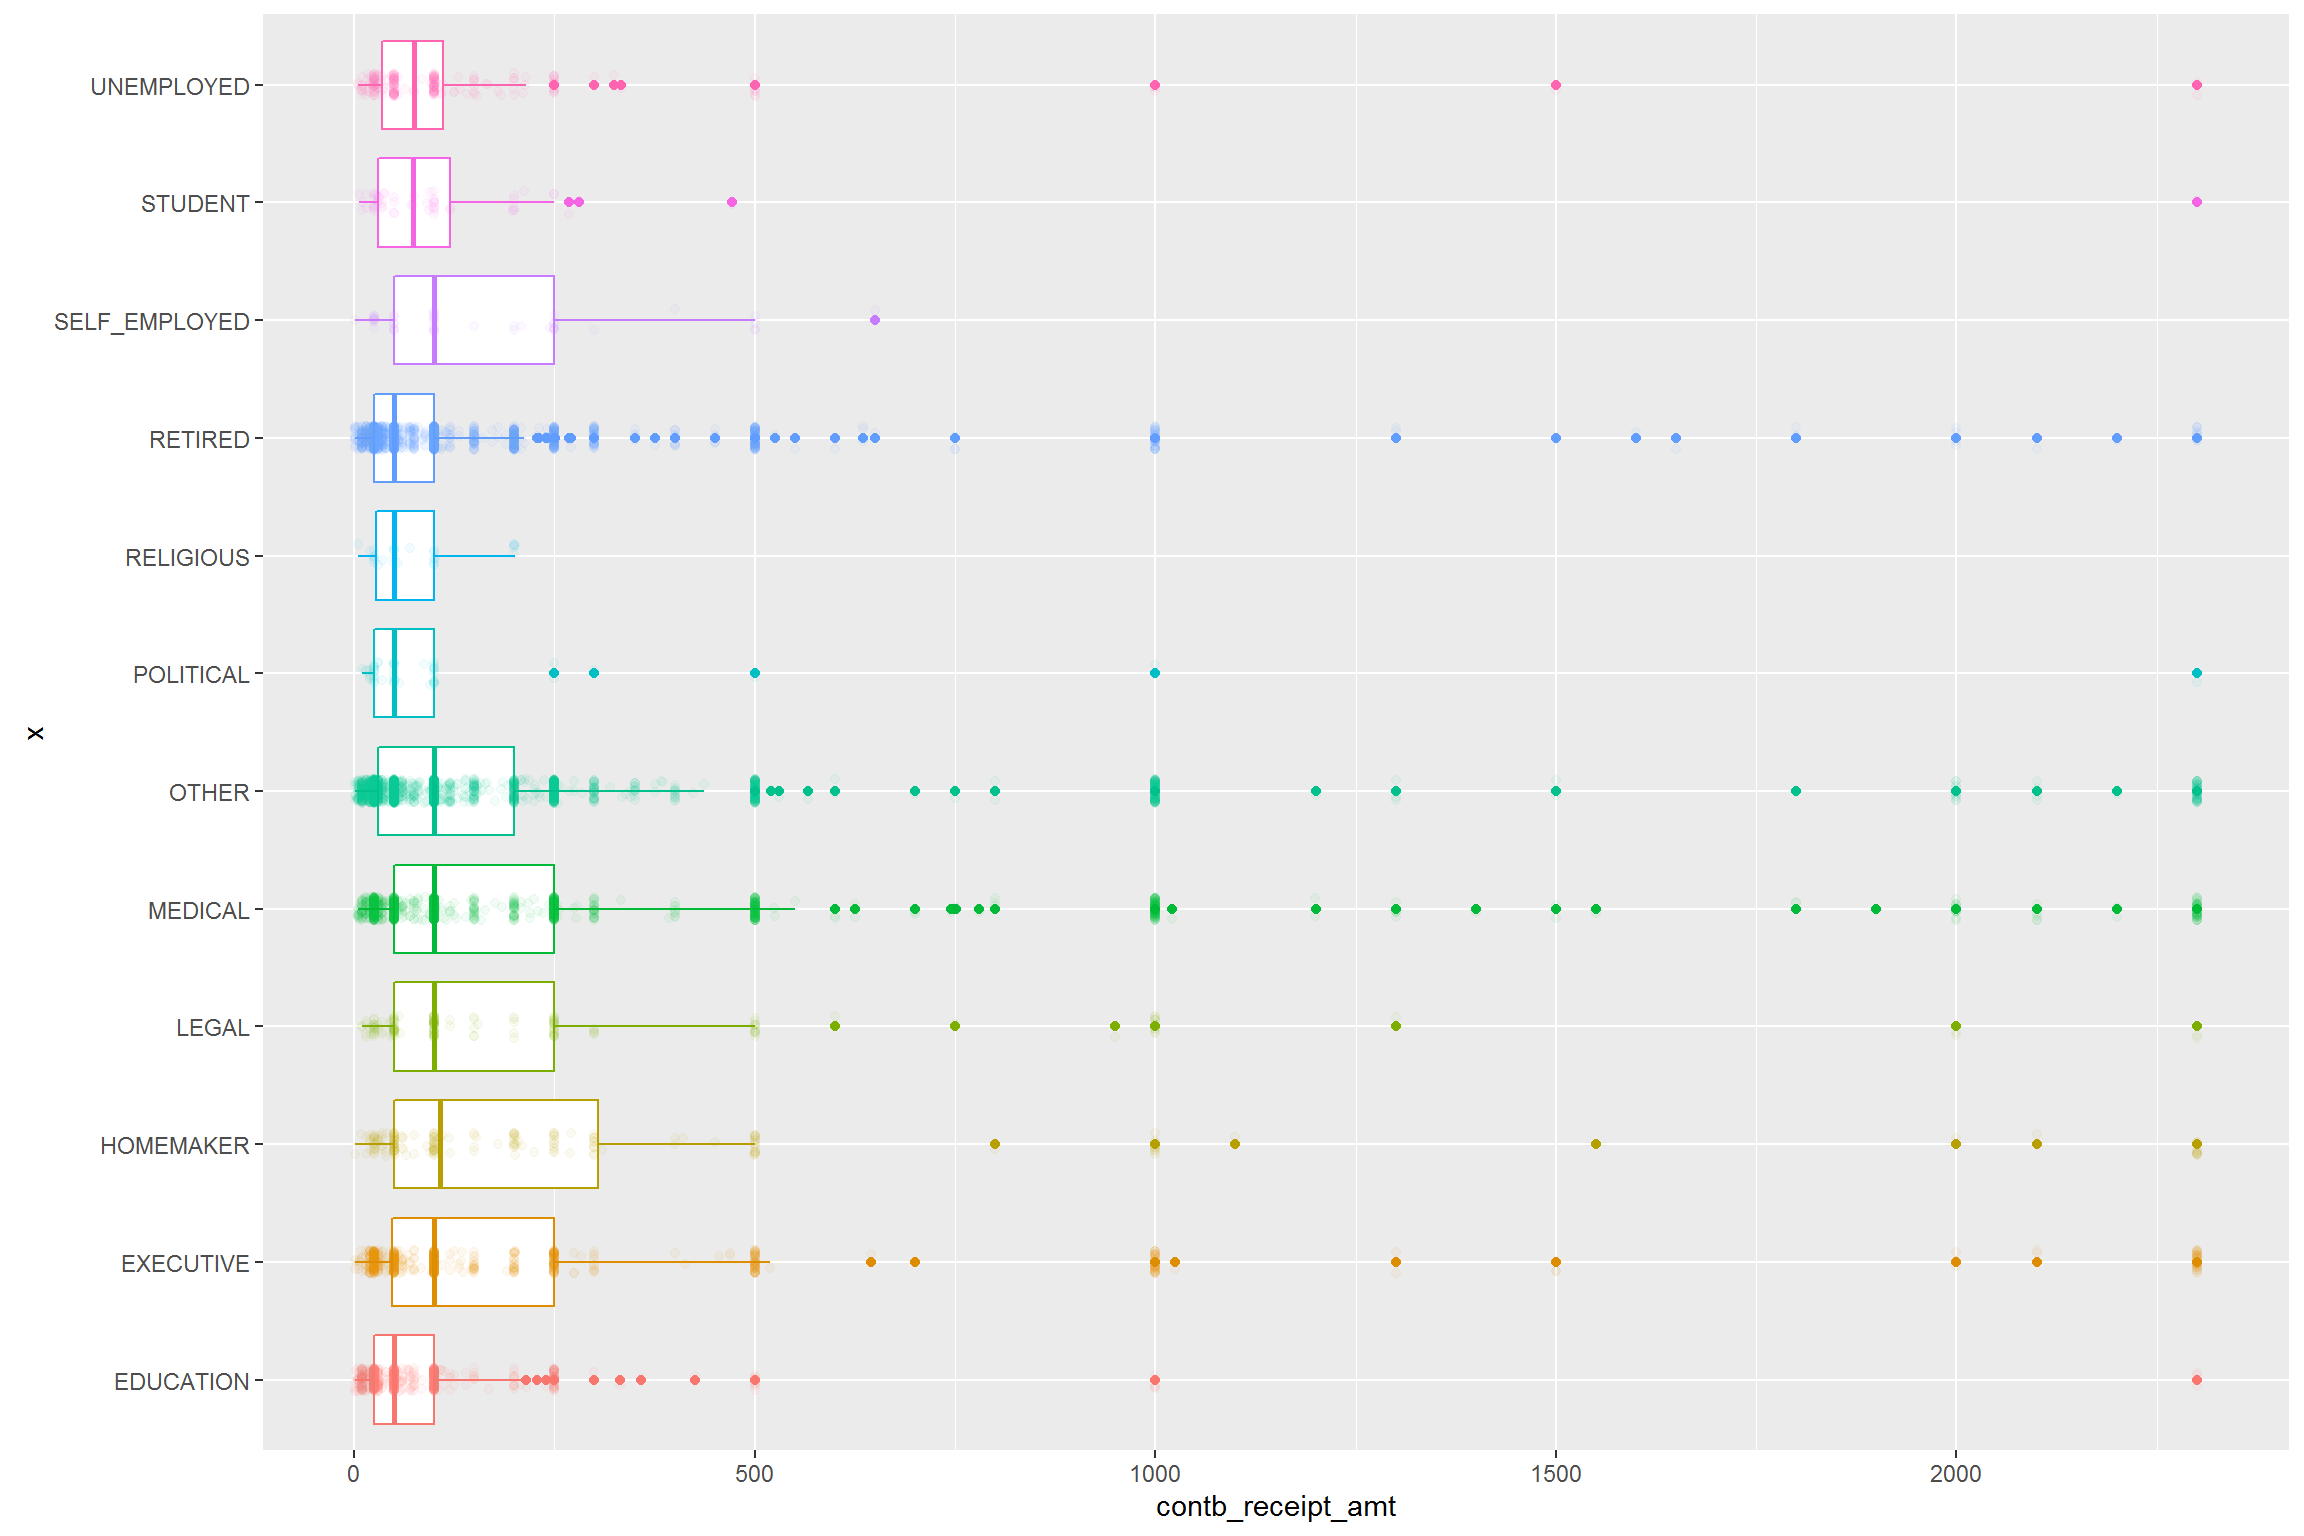 UNEMPLOYED
STUDENT
SELF_EMPLOYED
RETIRED
RELIGIOUS
POLITICAL
OTHER
MEDICAL
LEGAL
HOMEMAKER
EXECUTIVE
EDUCATION
x
0 500 1000 1500 2000
contb_receipt_amt